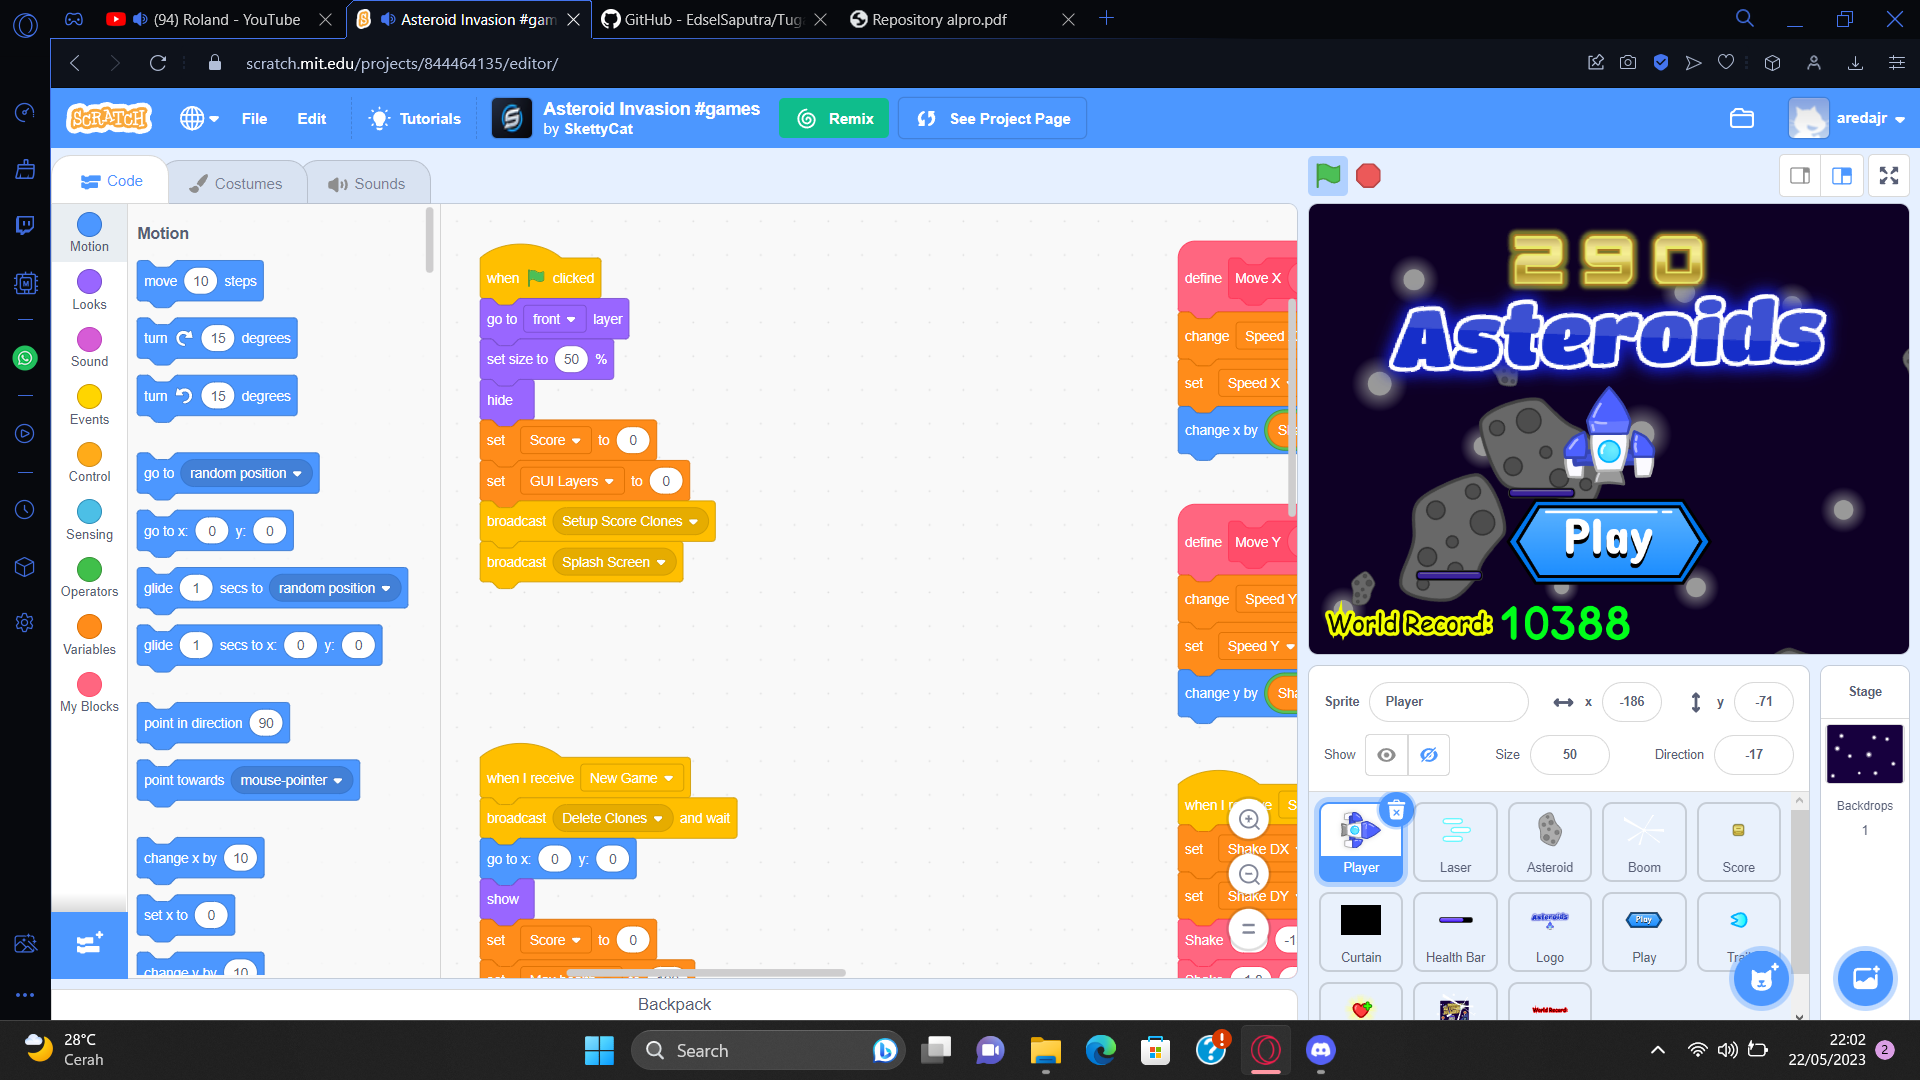 (94) Roland - YouTube
Asteroid Invasion #gam
GitHub - EdselSaputra/Tug
Repository alpro.pdf
scratch.mit.edu/projects/844464135/editor/
SCRATCH
File
Edit
Tutorials
Asteroid Invasion #games
by SkettyCat
Remix
See Project Page
aredajr
Code
Costumes
Sounds
Motion
Looks
Sound
Events
Control
Sensing
Operators
Variables
My Blocks
Motion
move 10 steps
turn 15 degrees
turn 15 degrees
go to random position
go to x: 0 y: 0
glide 1 secs to random position
glide 1 secs to x: 0 y: 0
point in direction 90
point towards mouse-pointer
change x by 10
set x to 0
change y by 10
when clicked
go to front layer
set size to 50 %
hide
set Score to 0
set GUI Layers to 0
broadcast Setup Score Clones
broadcast Splash Screen
when I receive New Game
broadcast Delete Clones and wait
go to x: 0 y: 0
show
set Score to 0
define Move X
change Speed
set Speed X
change x by
define Move Y
change Speed Y
set Speed Y
change y by Sha
when I re
set Shake DX
set Shake DY
Shake -1
Backpack
290
Asteroids
Play
World Record: 10388
Sprite Player x -186 y -71
Show Size 50 Direction -17
Player
Laser
Asteroid
Boom
Score
Curtain
Health Bar
Logo
Play
Play
Asteroids
World Record:
Stage
Backdrops
1
28°C
Cerah
Search
22:02
22/05/2023
2